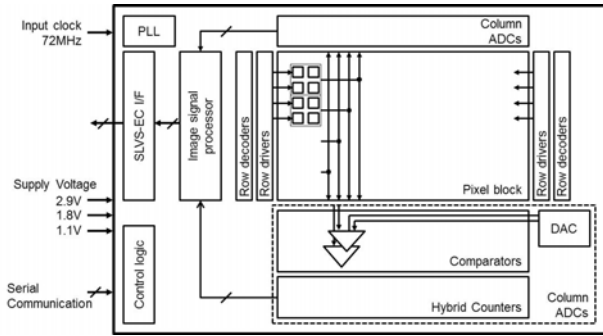 Input clock
72MHz
PLL
Column
ADCs
SLVS-EC I/F
Image signal
processor
Row decoders
Row drivers
Pixel block
Row drivers
Row decoders
Supply Voltage
2.9V
1.8V
1.1V
DAC
Comparators
Control logic
Serial
Communication
Hybrid Counters
Column
ADCs